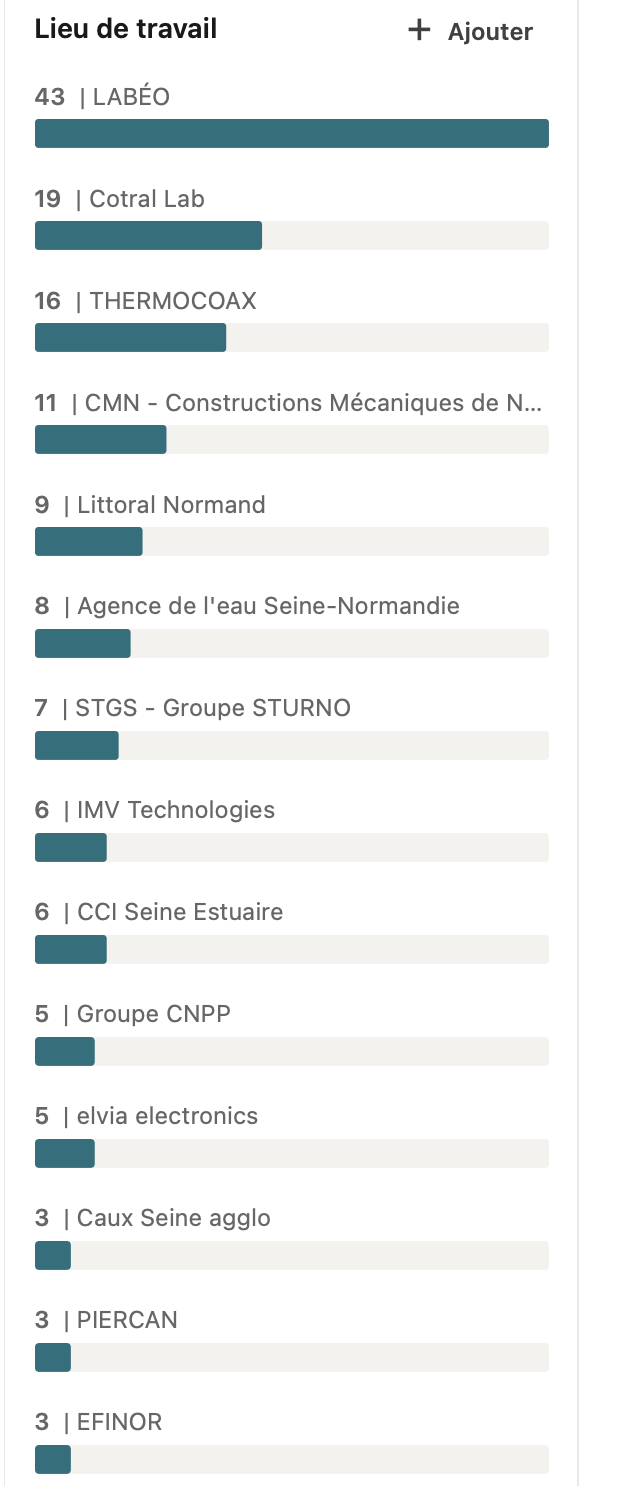 Lieu de travail
+ Ajouter
43 | LABÉO
19 | Cotral Lab
16 | THERMOCOAX
11 | CMN - Constructions Mécaniques de N...
9 | Littoral Normand
8 | Agence de l'eau Seine-Normandie
7 | STGS - Groupe STURNO
6 | IMV Technologies
6 | CCI Seine Estuaire
5 | Groupe CNPP
5 | elvia electronics
3 | Caux Seine agglo
3 | PIERCAN
3 | EFINOR